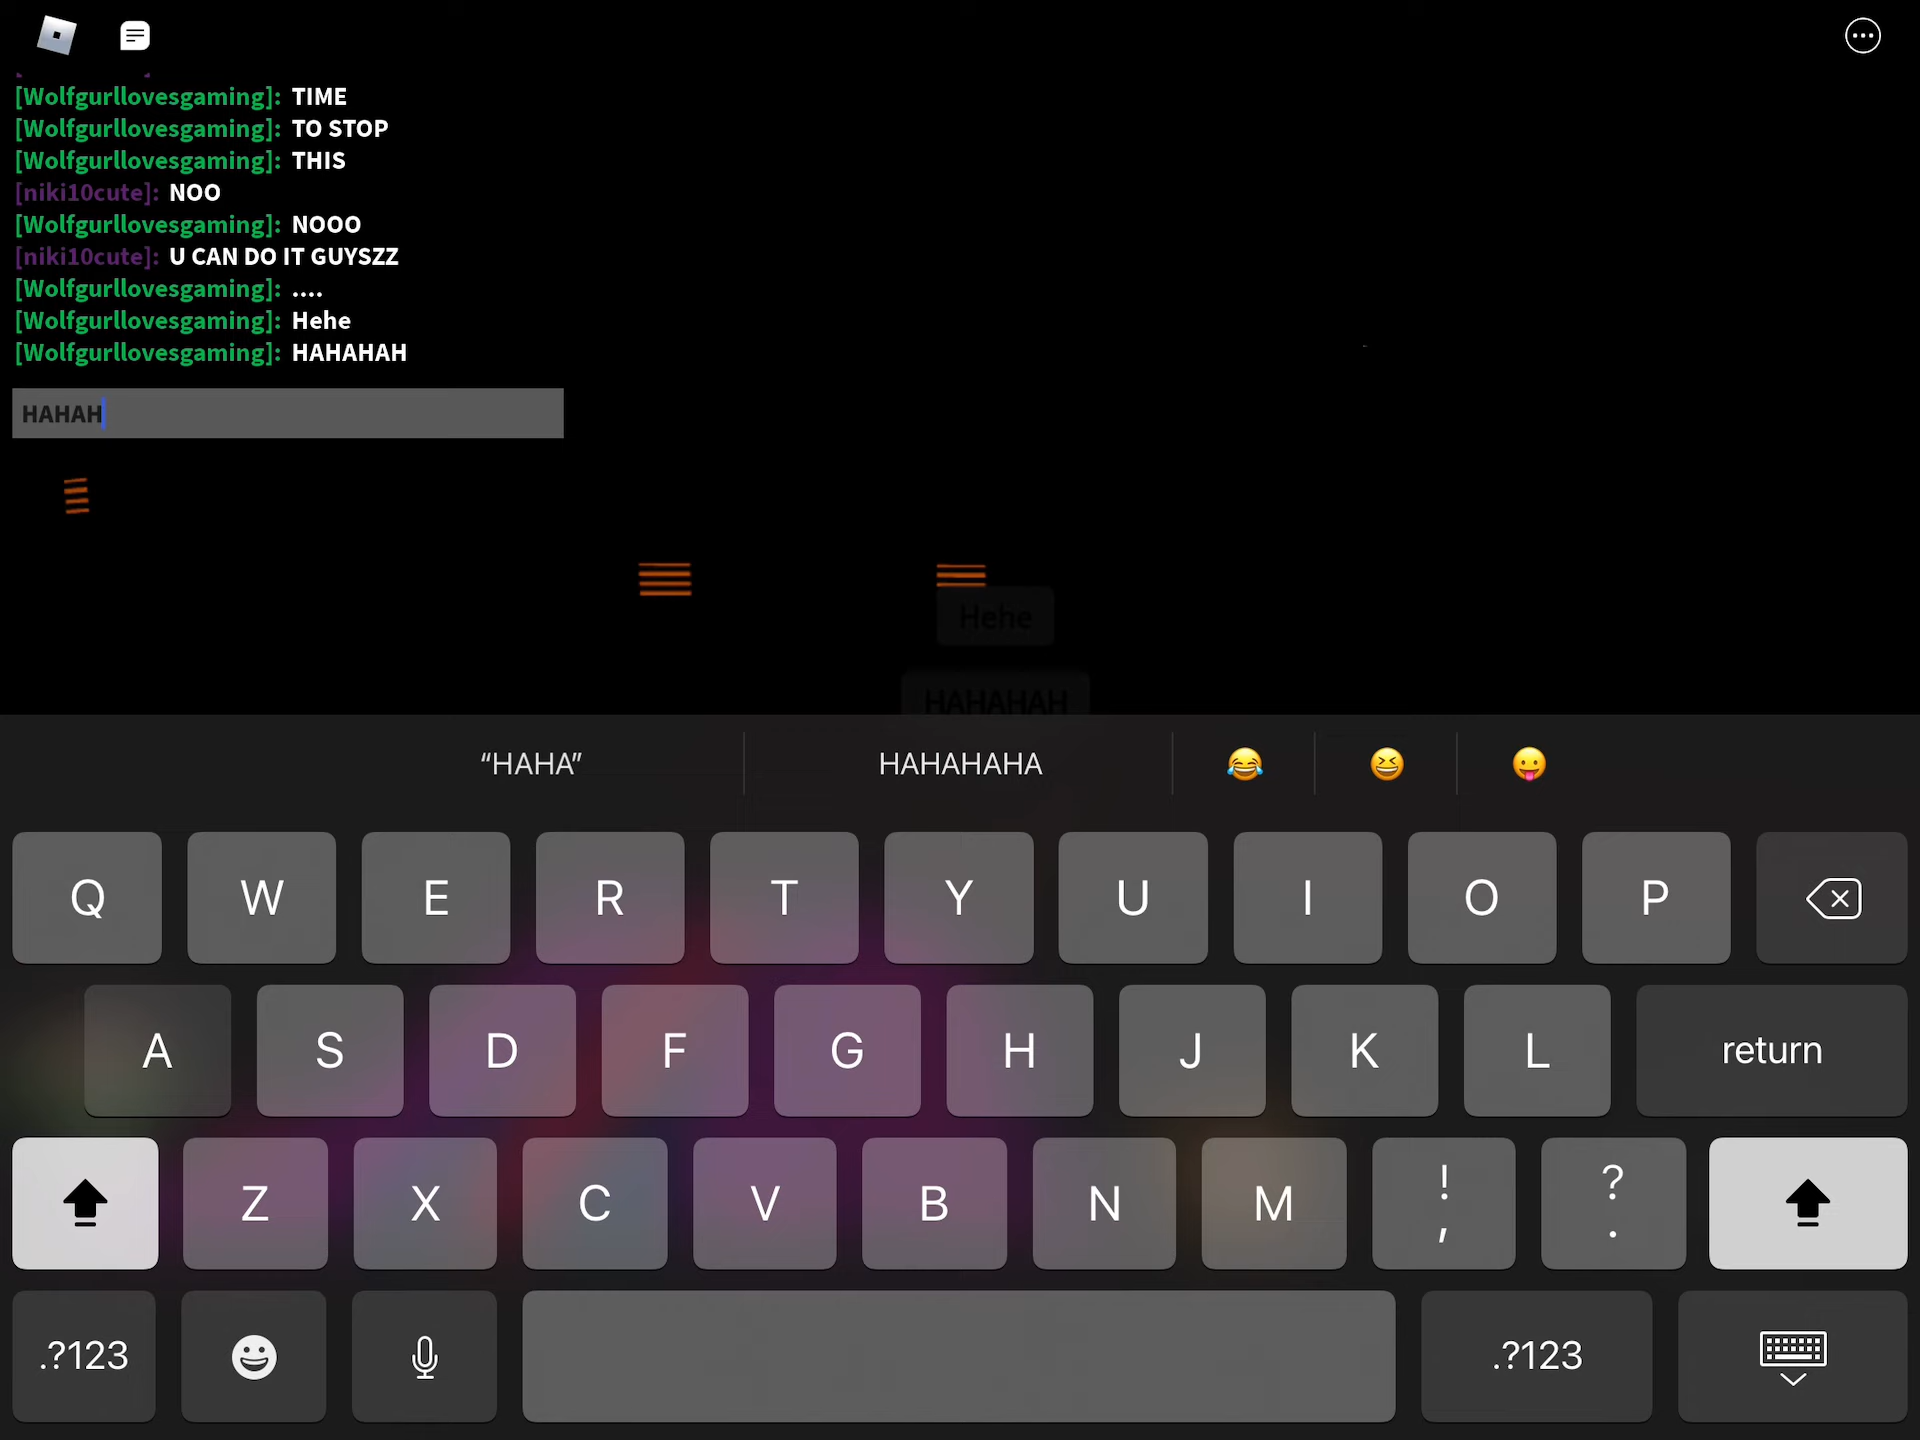 [Wolfgurllovesgaming]: TIME
[Wolfgurllovesgaming]: TO STOP
[Wolfgurllovesgaming]: THIS
[niki10cute]: NOO
[Wolfgurllovesgaming]: NOOO
[niki10cute]: U CAN DO IT GUYSZZ
[Wolfgurllovesgaming]: ....
[Wolfgurllovesgaming]: Hehe
[Wolfgurllovesgaming]: HAHAHAH
HAHAH
Hehe
HAHAHAH
“HAHA” HAHAHAHA 😂 😆 😛
Q W E R T Y U I O P
A S D F G H J K L return
Z X C V B N M ! , ? .
.?123 .?123